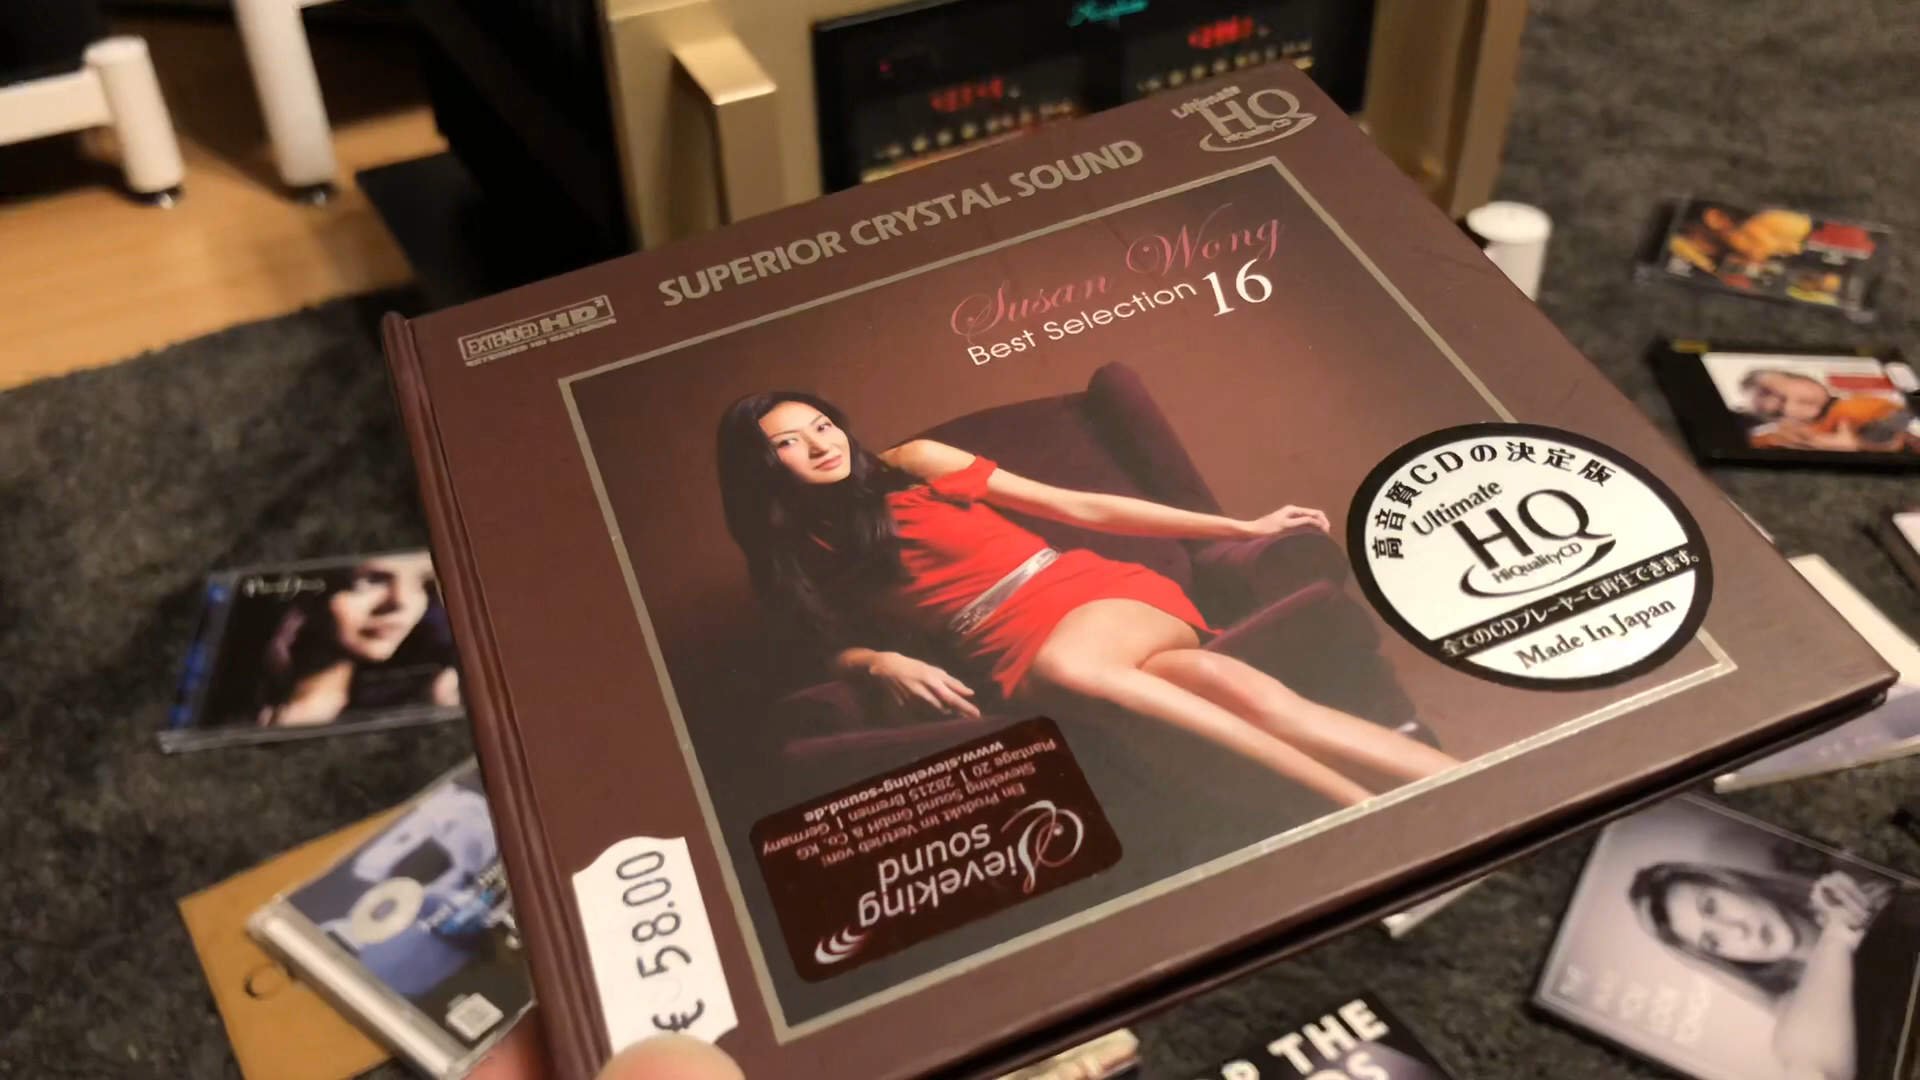 Accuphase
Ultimate
HQ
HiQualityCD
SUPERIOR CRYSTAL SOUND
EXTENDED HD²
Susan Wong
Best Selection 16
高音質CDの決定版
Ultimate
HQ
HiQualityCD
全てのCDプレーヤーで再生できます。
Made In Japan
Sieveking
sound
Ein Produkt im Vertrieb von:
Sieveking Sound GmbH & Co. KG
Plantage 20 | 28215 Bremen | Germany
www.sieveking-sound.de
€ 58.00
THE